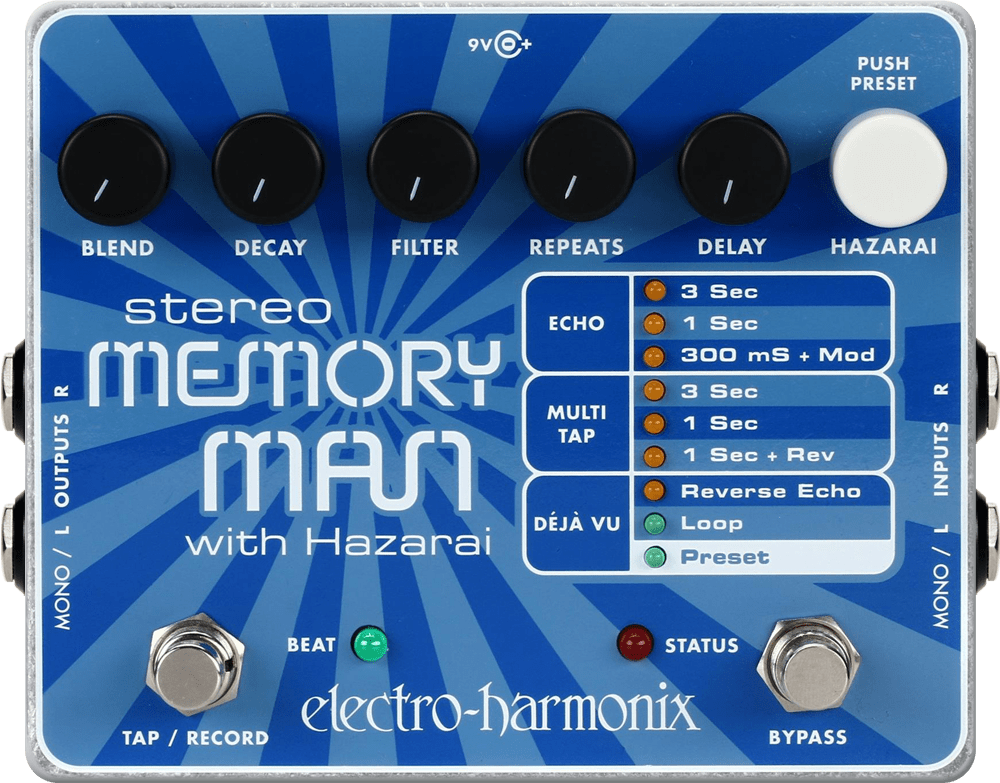 9V - +
PUSH
PRESET
BLEND
DECAY
FILTER
REPEATS
DELAY
HAZARAI
stereo
MEMORY
MAN
with Hazarai
ECHO
3 Sec
1 Sec
300 mS + Mod
MULTI
TAP
3 Sec
1 Sec
1 Sec + Rev
DÉJÀ VU
Reverse Echo
Loop
Preset
MONO / L OUTPUTS R
MONO / L INPUTS R
BEAT
STATUS
electro-harmonix
TAP / RECORD
BYPASS